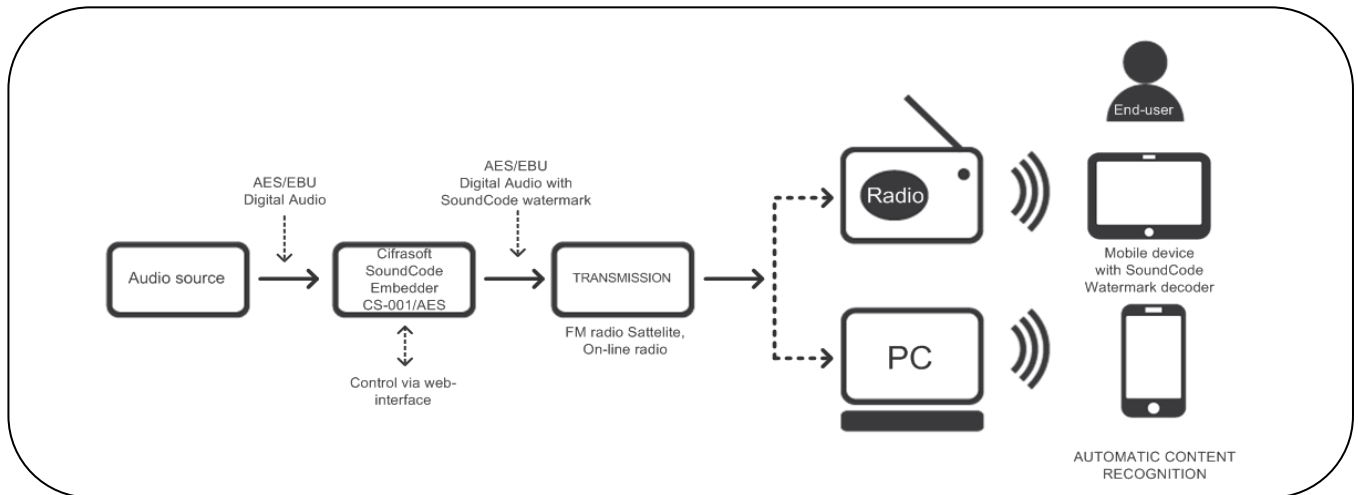 AES/EBU
Digital Audio
AES/EBU
Digital Audio with
SoundCode watermark
Audio source
Cifrasoft
SoundCode
Embedder
CS-001/AES
TRANSMISSION
FM radio Sattelite,
On-line radio
Control via web-
interface
Radio
PC
End-user
Mobile device
with SoundCode
Watermark decoder
AUTOMATIC CONTENT
RECOGNITION